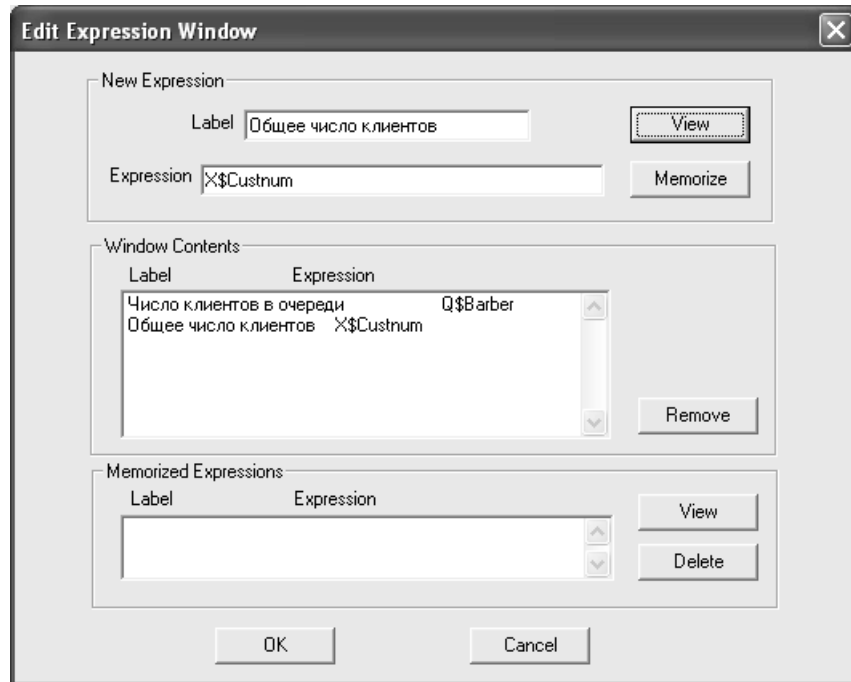 Edit Expression Window
New Expression
Label Общее число клиентов View
Expression X$Custnum Memorize
Window Contents
Label Expression
Число клиентов в очереди Q$Barber
Общее число клиентов X$Custnum
Remove
Memorized Expressions
Label Expression
View
Delete
OK Cancel